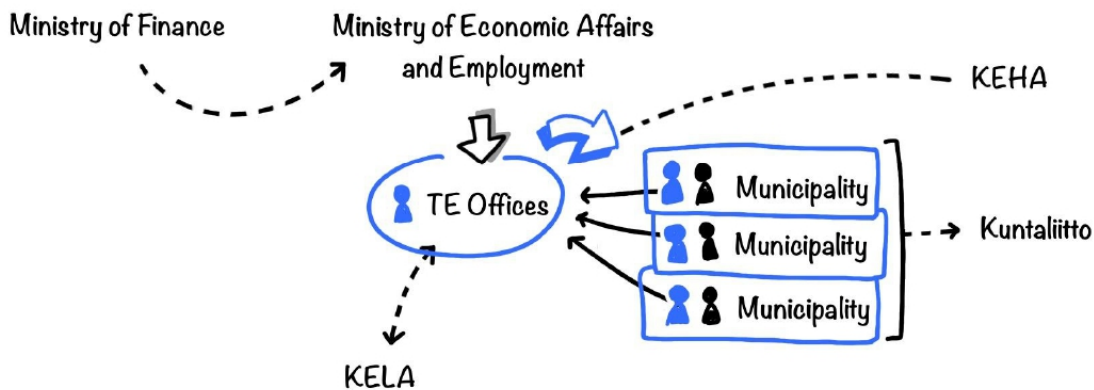 Ministry of Finance
Ministry of Economic Affairs
and Employment
KEHA
TE Offices
Municipality
Municipality
Municipality
Kuntaliitto
KELA